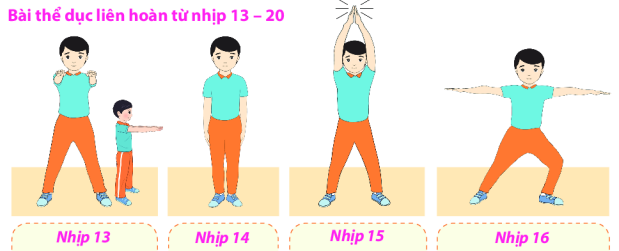 Bài thể dục liên hoàn từ nhịp 13 – 20
Nhịp 13
Nhịp 14
Nhịp 15
Nhịp 16